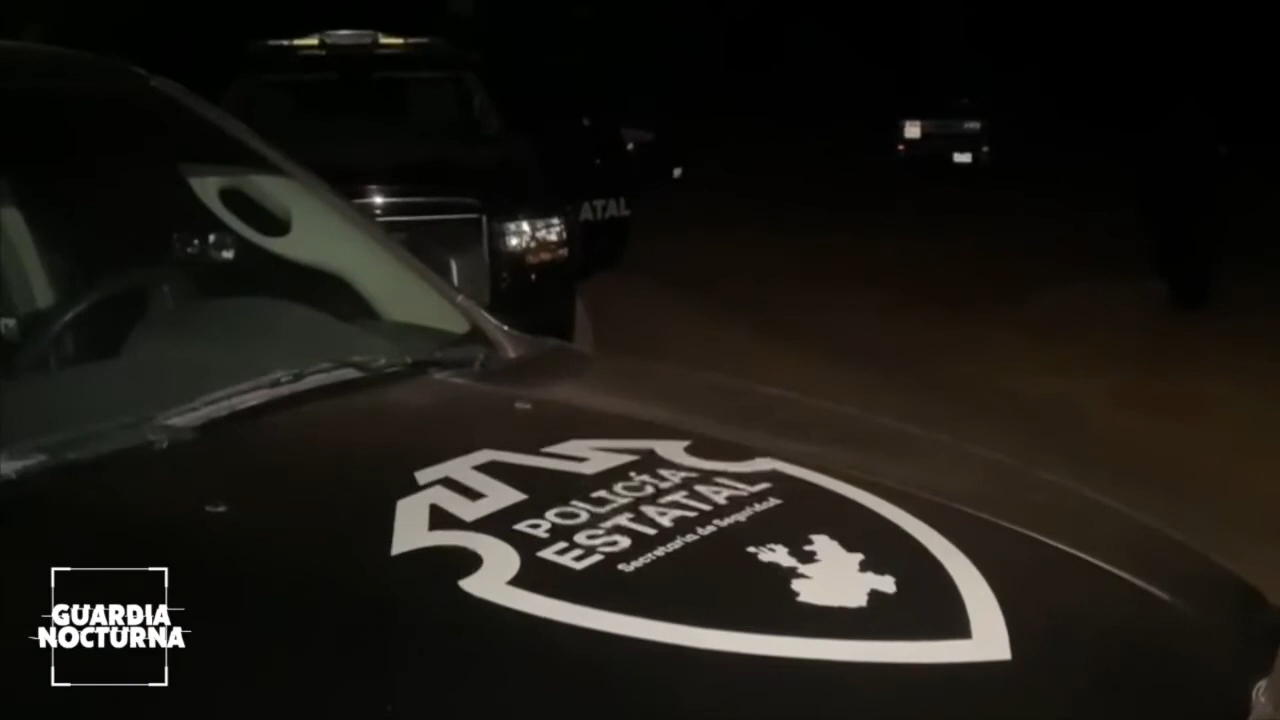 ATAL
POLICÍA
ESTATAL
Secretaría de Seguridad
GUARDIA
NOCTURNA